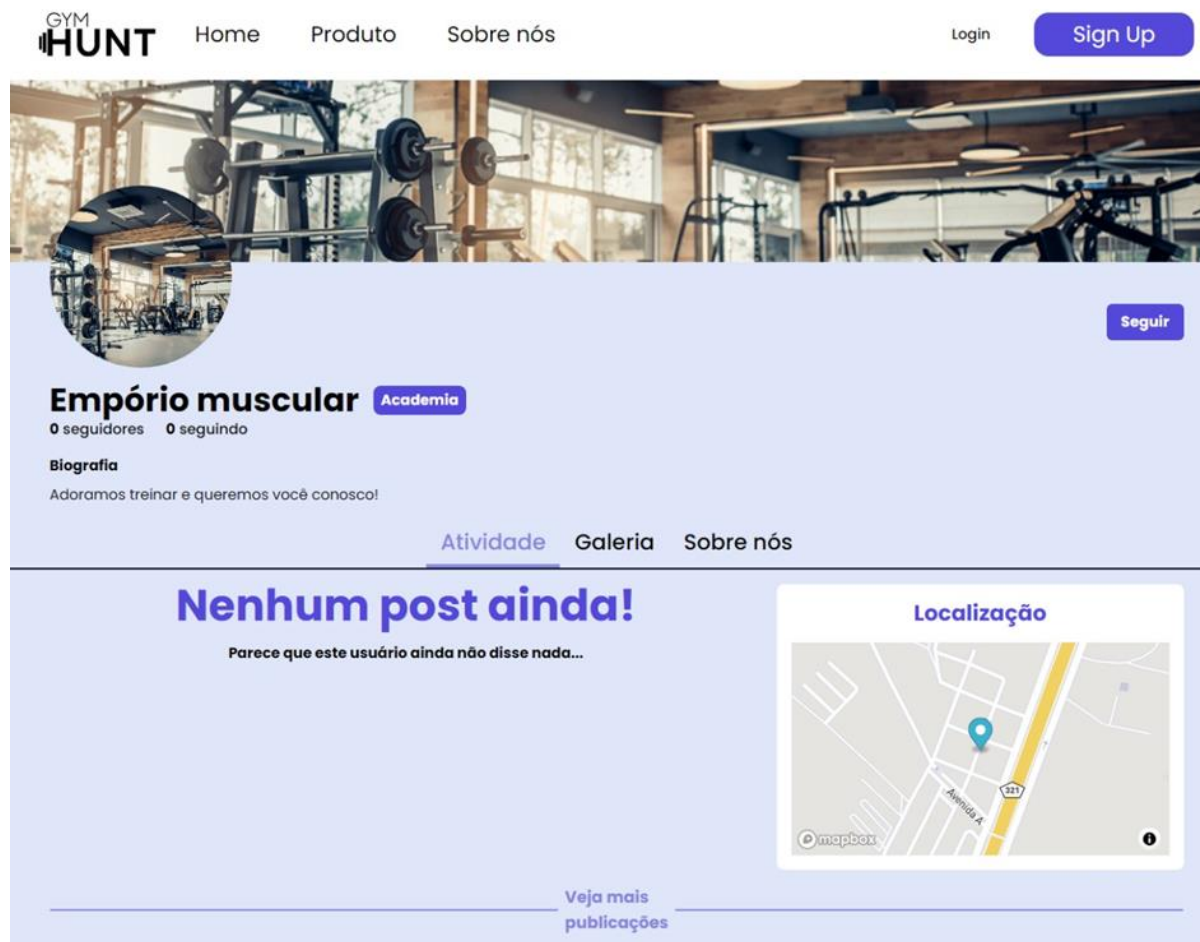 GYM
HUNT
Home Produto Sobre nós Login Sign Up
Seguir
Empório muscular Academia
0 seguidores 0 seguindo
Biografia
Adoramos treinar e queremos você conosco!
Atividade Galeria Sobre nós
Nenhum post ainda!
Parece que este usuário ainda não disse nada...
Localização
321
Avenida A
mapbox
Veja mais
publicações